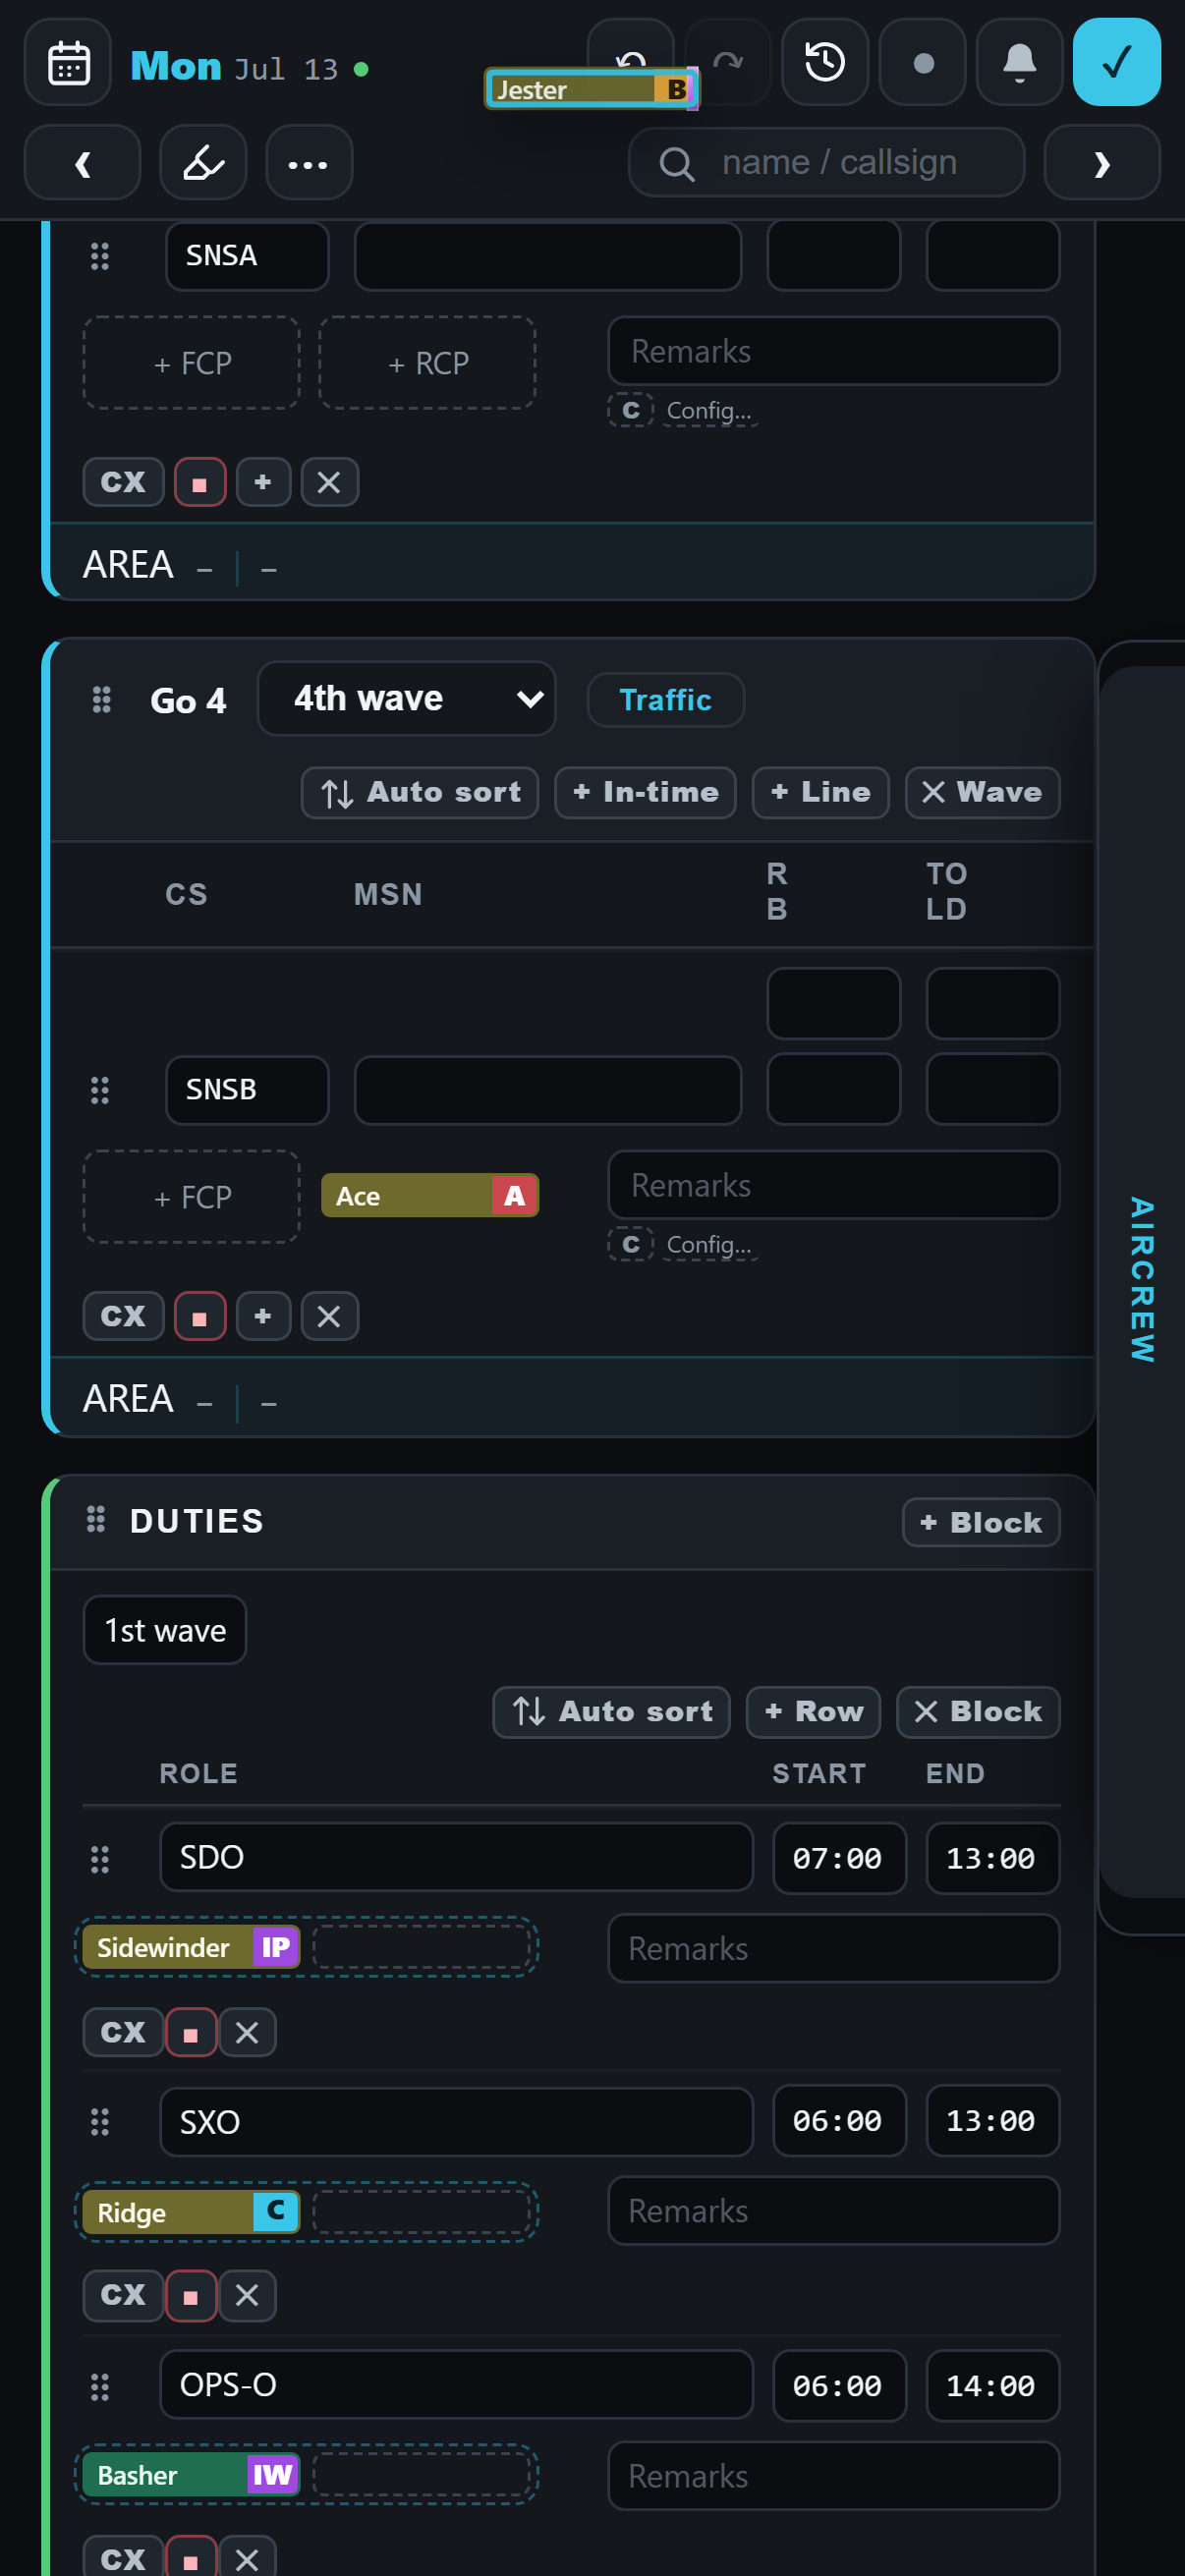 Mon Jul 13
Jester B
name / callsign
SNSA
+ FCP
+ RCP
Remarks
C Config...
CX
+
AREA – | –
Go 4
4th wave
Traffic
Auto sort
+ In-time
+ Line
Wave
CS
MSN
R
B
TO
LD
SNSB
+ FCP
Ace A
Remarks
C Config...
CX
+
AREA – | –
DUTIES
+ Block
1st wave
Auto sort
+ Row
Block
ROLE
START
END
SDO
07:00
13:00
Sidewinder IP
Remarks
CX
SXO
06:00
13:00
Ridge C
Remarks
CX
OPS-O
06:00
14:00
Basher IW
Remarks
CX
AIRCREW